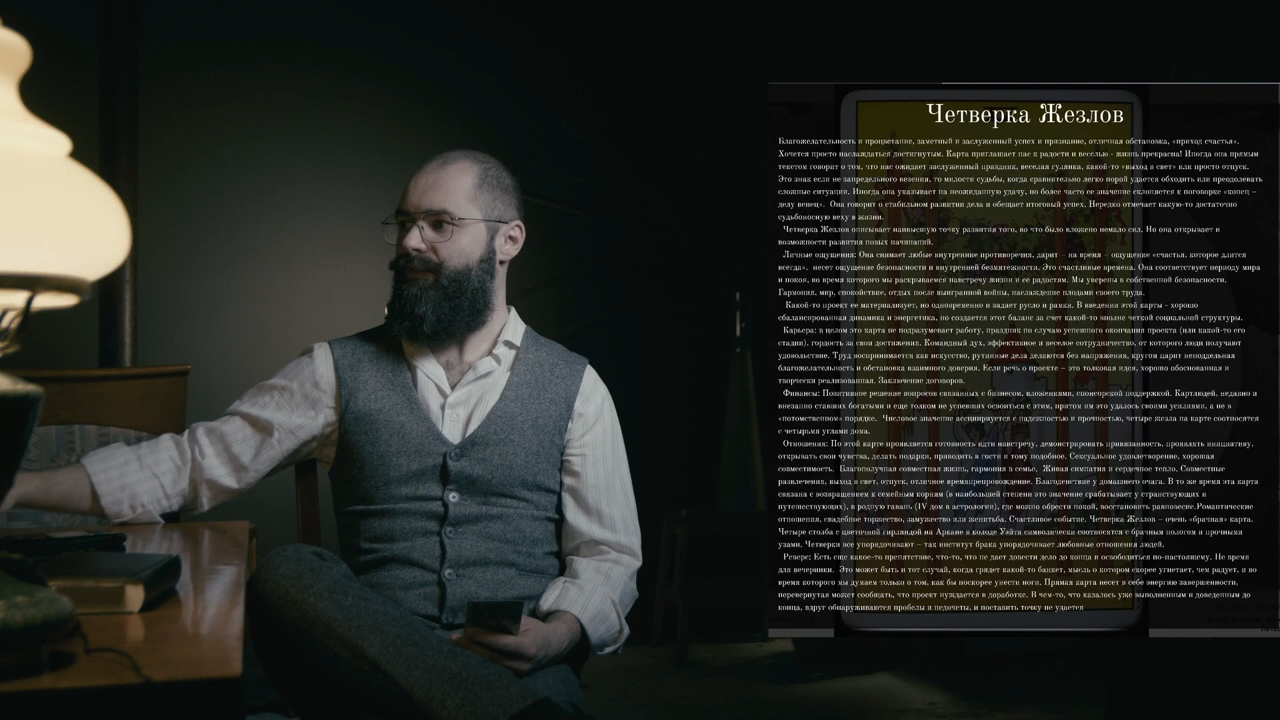 Четверка Жезлов
Благожелательность и процветание, заметный и заслуженный успех и признание, отличная обстановка, «приход счастья».
Хочется просто наслаждаться достигнутым. Карта приглашает нас к радости и веселью - жизнь прекрасна! Иногда она прямым
текстом говорит о том, что нас ожидает заслуженный праздник, веселая гулянка, какой-то «выход в свет» или просто отпуск.
Это знак если не запредельного везения, то милости судьбы, когда сравнительно легко порой удается обходить или преодолевать
сложные ситуации. Иногда она указывает на неожиданную удачу, но более часто ее значение склоняется к поговорке «конец –
делу венец». Она говорит о стабильном развитии дела и обещает итоговый успех. Нередко отмечает какую-то достаточно
судьбоносную веху в жизни.
Четверка Жезлов описывает наивысшую точку развития того, во что было вложено немало сил. Но она открывает и
возможности развития новых начинаний.
Личные ощущения: Она снимает любые внутренние противоречия, дарит – на время – ощущение «счастья, которое длится
всегда», несет ощущение безопасности и внутренней безмятежности. Это счастливые времена. Она соответствует периоду мира
и покоя, во время которого мы раскрываемся навстречу жизни и ее радостям. Мы уверены в собственной безопасности.
Гармония, мир, спокойствие, отдых после выигранной войны, наслаждение плодами своего труда.
Какой-то проект ее материализует, но одновременно и задает русло и рамки. В введении этой карты - хорошо
сбалансированная динамика и энергетика, но создается этот баланс за счет какой-то вполне четкой социальной структуры.
Карьера: в целом эта карта не подразумевает работу, праздник по случаю успешного окончания проекта (или какой-то его
стадии), гордость за свои достижения. Командный дух, эффективное и веселое сотрудничество, от которого люди получают
удовольствие. Труд воспринимается как искусство, рутинные дела делаются без напряжения, кругом царит неподдельная
благожелательность и обстановка взаимного доверия. Если речь о проекте – это толковая идея, хорошо обоснованная и
творчески реализованная. Заключение договоров.
Финансы: Позитивное решение вопросов связанных с бизнесом, вложениями, спонсорской поддержкой. Картлюдей, недавно и
внезапно ставших богатыми и еще толком не успевших освоиться с этим, притом им это удалось своими усилиями, а не в
«потомственном» порядке. Числовое значение ассоциируется с надежностью и прочностью, четыре жезла на карте соотносятся
с четырьмя углами дома.
Отношения: По этой карте проявляется готовность идти навстречу, демонстрировать привязанность, проявлять инициативу,
открывать свои чувства, делать подарки, приводить в гости и тому подобное. Сексуальное удовлетворение, хорошая
совместимость. Благополучная совместная жизнь, гармония в семье. Живая симпатия и сердечное тепло. Совместные
развлечения, выход в свет, отпуск, отличное времяпрепровождение. Благоденствие у домашнего очага. В то же время эта карта
связана с возвращением к семейным корням (в наибольшей степени это значение срабатывает у странствующих и
путешествующих), в родную гавань (IV дом в астрологии), где можно обрести покой, восстановить равновесие.Романтические
отношения, свадебное торжество, замужество или женитьба. Счастливое событие. Четверка Жезлов – очень «брачная» карта.
Четыре столба с цветочной гирляндой на Аркане в колоде Уэйта символически соотносятся с брачным пологом и прочными
узами. Четверки все упорядочивают – так институт брака упорядочивает любовные отношения людей.
Реверс: Есть еще какое-то препятствие, что-то, что не дает довести дело до конца и освободиться по-настоящему. Не время
для вечеринки. Это может быть и тот случай, когда грядет какой-то банкет, мысль о котором скорее угнетает, чем радует, и во
время которого мы думаем только о том, как бы поскорее унести ноги. Прямая карта несет в себе энергию завершенности,
перевернутая может сообщать, что проект нуждается в доработке. В чем-то, что казалось уже выполненным и доведенным до
конца, вдруг обнаруживаются пробелы и недочеты, и поставить точку не удается